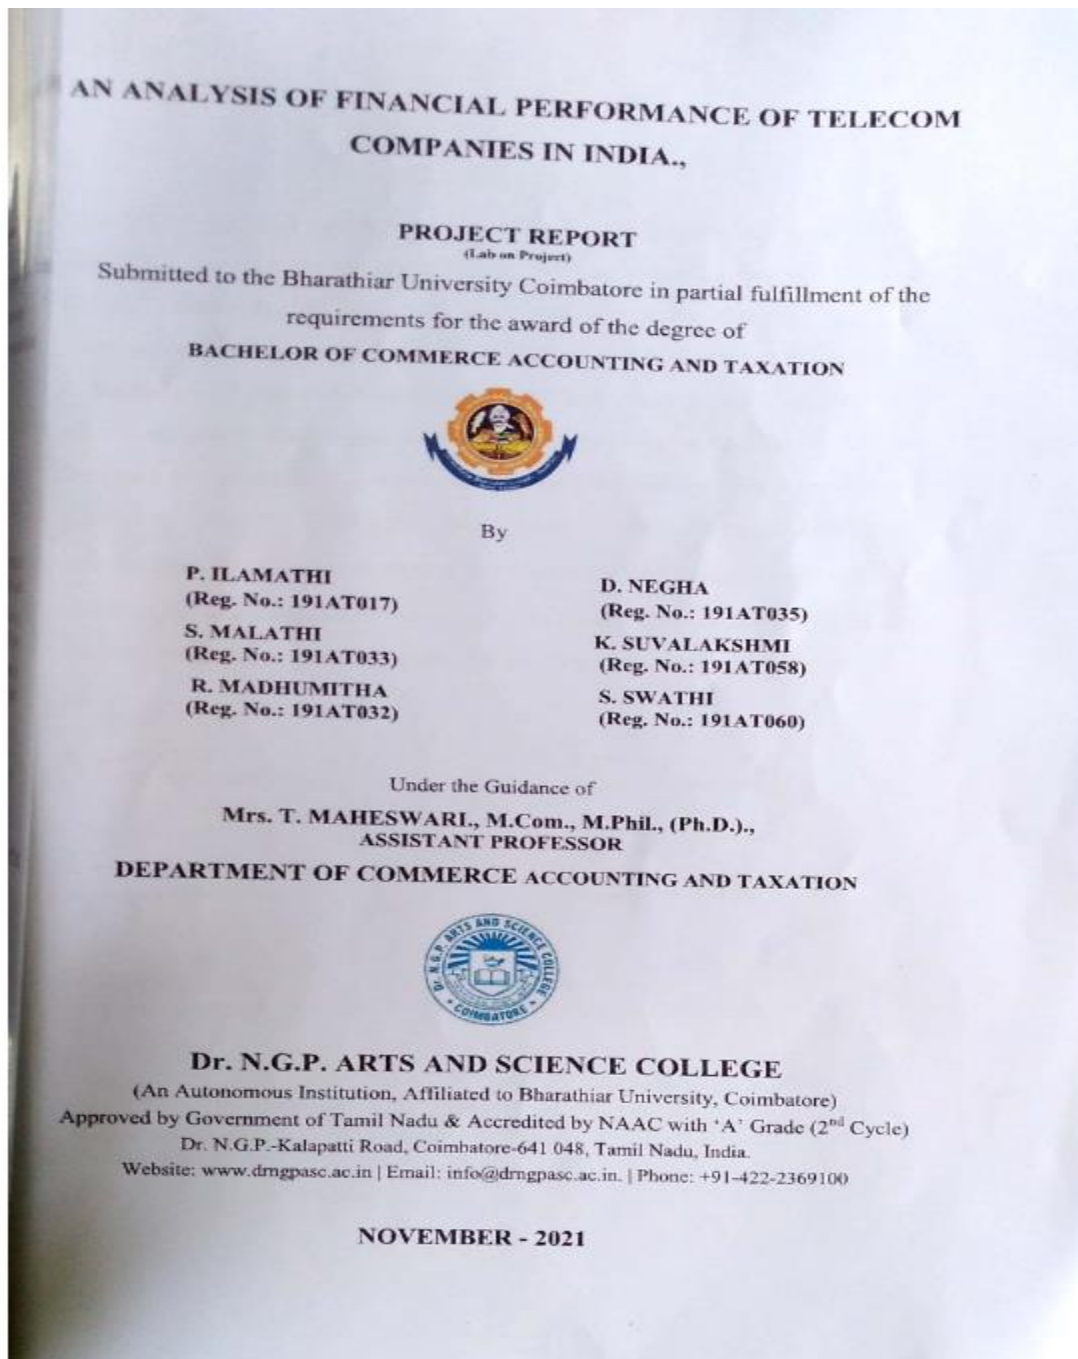 AN ANALYSIS OF FINANCIAL PERFORMANCE OF TELECOM
COMPANIES IN INDIA.,
PROJECT REPORT
(Lab on Project)
Submitted to the Bharathiar University Coimbatore in partial fulfillment of the
requirements for the award of the degree of
BACHELOR OF COMMERCE ACCOUNTING AND TAXATION
By
P. ILAMATHI
(Reg. No.: 191AT017)
S. MALATHI
(Reg. No.: 191AT033)
R. MADHUMITHA
(Reg. No.: 191AT032)
D. NEGHA
(Reg. No.: 191AT035)
K. SUVALAKSHMI
(Reg. No.: 191AT058)
S. SWATHI
(Reg. No.: 191AT060)
Under the Guidance of
Mrs. T. MAHESWARI., M.Com., M.Phil., (Ph.D.).,
ASSISTANT PROFESSOR
DEPARTMENT OF COMMERCE ACCOUNTING AND TAXATION
Dr. N.G.P. ARTS AND SCIENCE COLLEGE
COIMBATORE
Dr. N.G.P. ARTS AND SCIENCE COLLEGE
(An Autonomous Institution, Affiliated to Bharathiar University, Coimbatore)
Approved by Government of Tamil Nadu & Accredited by NAAC with 'A' Grade (2nd Cycle)
Dr. N.G.P.-Kalapatti Road, Coimbatore-641 048, Tamil Nadu, India.
Website: www.drngpasc.ac.in | Email: info@drngpasc.ac.in. | Phone: +91-422-2369100
NOVEMBER - 2021